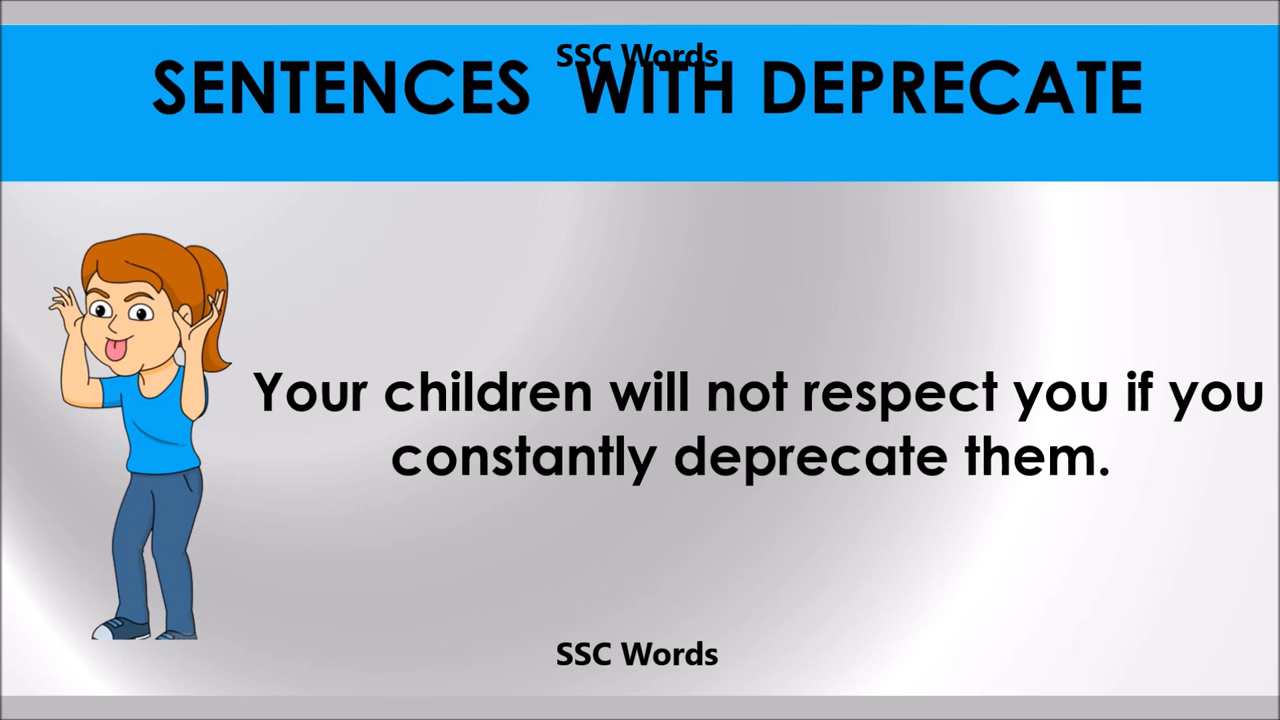 SSC Words
SENTENCES WITH DEPRECATE
Your children will not respect you if you
constantly deprecate them.
SSC Words